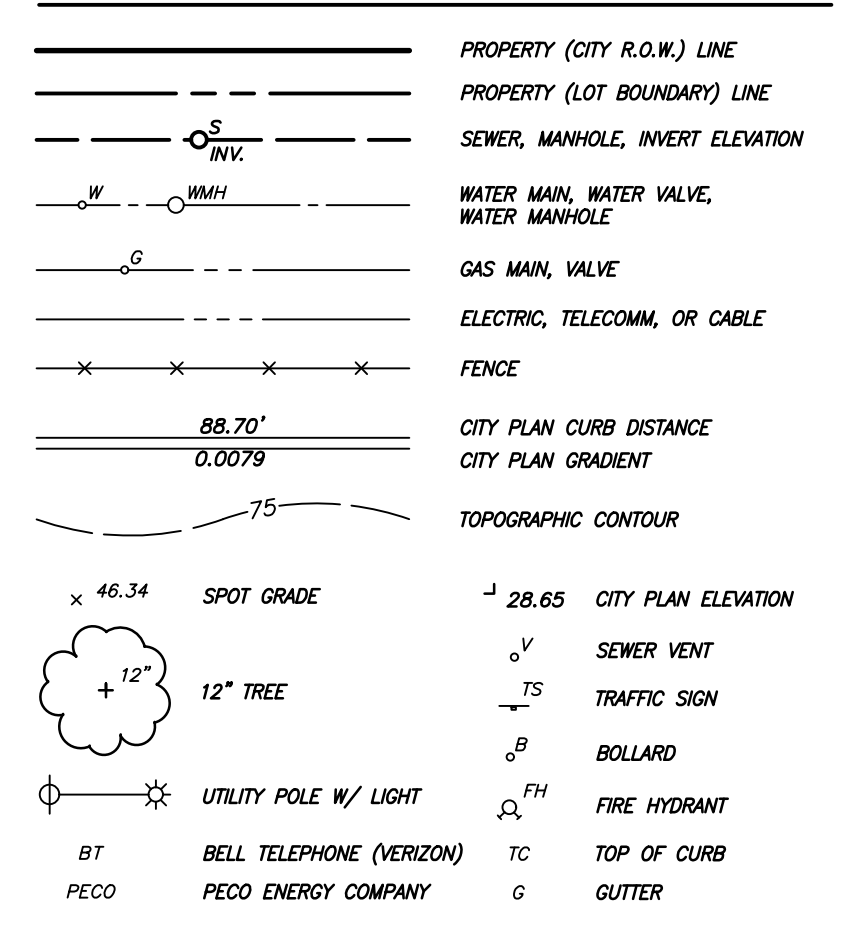 PROPERTY (CITY R.O.W.) LINE
PROPERTY (LOT BOUNDARY) LINE
S
INV.
SEWER, MANHOLE, INVERT ELEVATION
W WMH
WATER MAIN, WATER VALVE,
WATER MANHOLE
G
GAS MAIN, VALVE
ELECTRIC, TELECOMM, OR CABLE
FENCE
88.70' CITY PLAN CURB DISTANCE
0.0079 CITY PLAN GRADIENT
75 TOPOGRAPHIC CONTOUR
46.34 SPOT GRADE
12" 12" TREE
UTILITY POLE W/ LIGHT
BT BELL TELEPHONE (VERIZON)
PECO PECO ENERGY COMPANY
28.65 CITY PLAN ELEVATION
V SEWER VENT
TS TRAFFIC SIGN
B BOLLARD
FH FIRE HYDRANT
TC TOP OF CURB
G GUTTER